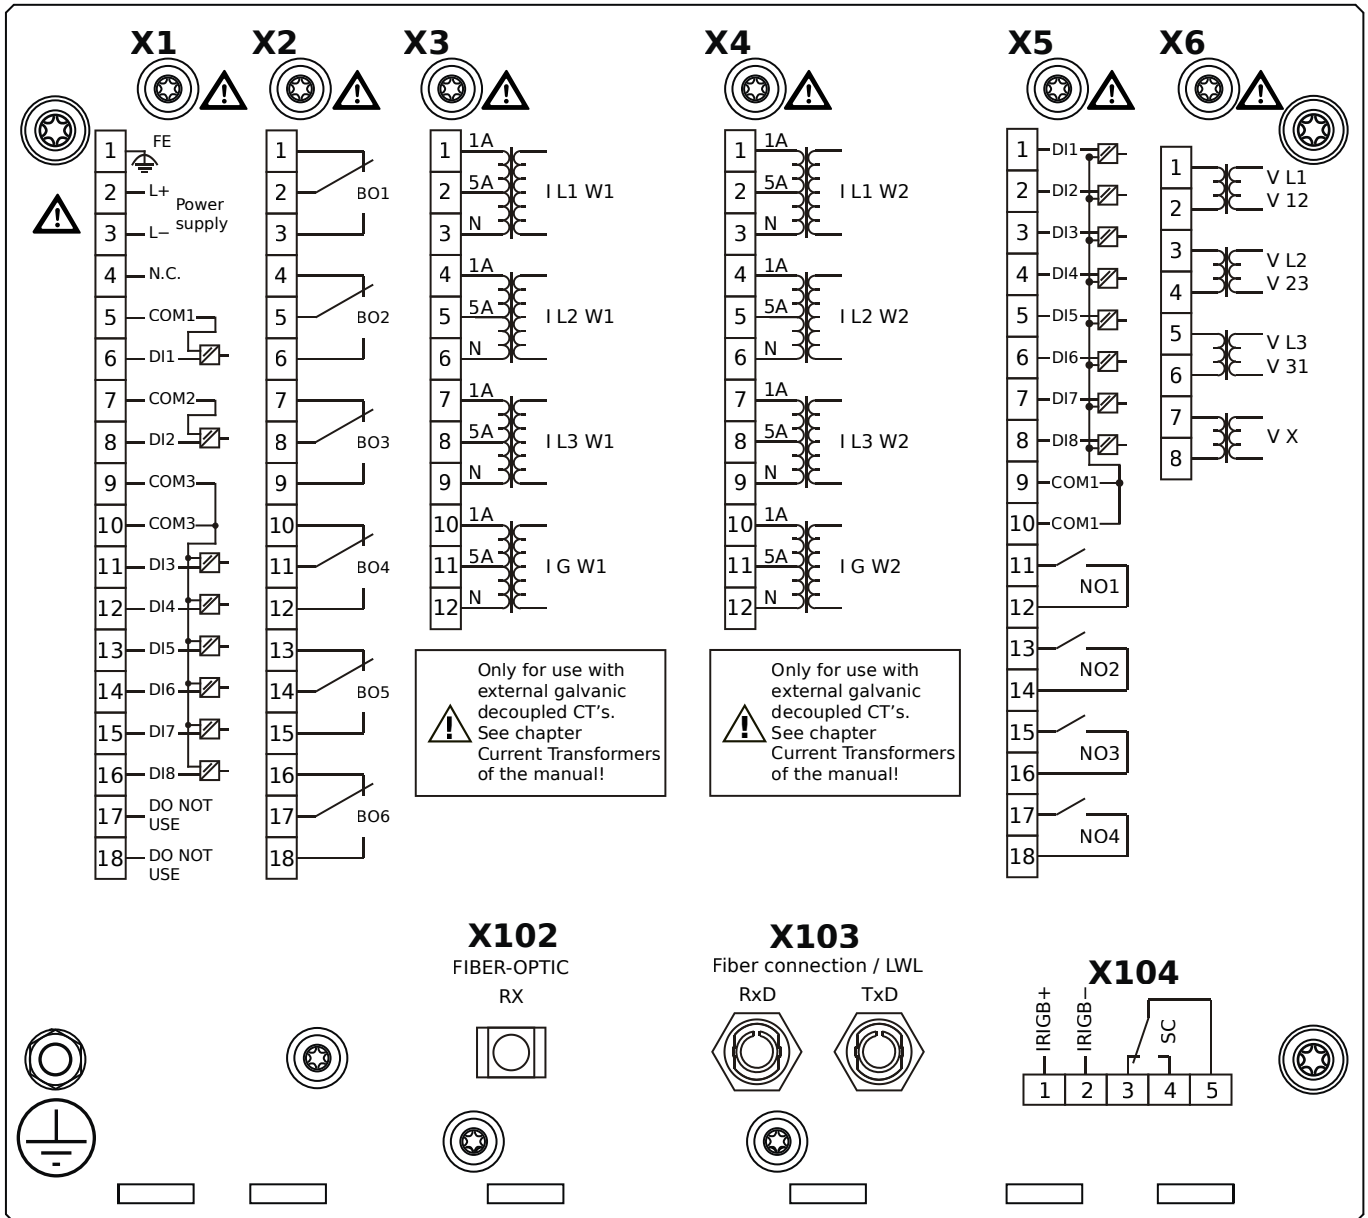 X1 X2 X3 X4 X5 X6
1 FE
2 L+
Power
supply
3 L−
4 N.C.
5 COM1
6 DI1
7 COM2
8 DI2
9 COM3
10 COM3
11 DI3
12 DI4
13 DI5
14 DI6
15 DI7
16 DI8
17 DO NOT
USE
18 DO NOT
USE
1
2 BO1
3
4
5 BO2
6
7
8 BO3
9
10
11 BO4
12
13
14 BO5
15
16
17 BO6
18
1 1A
2 5A I L1 W1
3 N
4 1A
5 5A I L2 W1
6 N
7 1A
8 5A I L3 W1
9 N
10 1A
11 5A I G W1
12 N
Only for use with
external galvanic
decoupled CT's.
See chapter
Current Transformers
of the manual!
1 1A
2 5A I L1 W2
3 N
4 1A
5 5A I L2 W2
6 N
7 1A
8 5A I L3 W2
9 N
10 1A
11 5A I G W2
12 N
Only for use with
external galvanic
decoupled CT's.
See chapter
Current Transformers
of the manual!
1 DI1
2 DI2
3 DI3
4 DI4
5 DI5
6 DI6
7 DI7
8 DI8
9 COM1
10 COM1
11
NO1
12
13
NO2
14
15
NO3
16
17
NO4
18
1 V L1
2 V 12
3 V L2
4 V 23
5 V L3
6 V 31
7
V X
8
X102
FIBER-OPTIC
RX
X103
Fiber connection / LWL
RxD TxD
X104
IRIGB+ IRIGB− SC
1 2 3 4 5